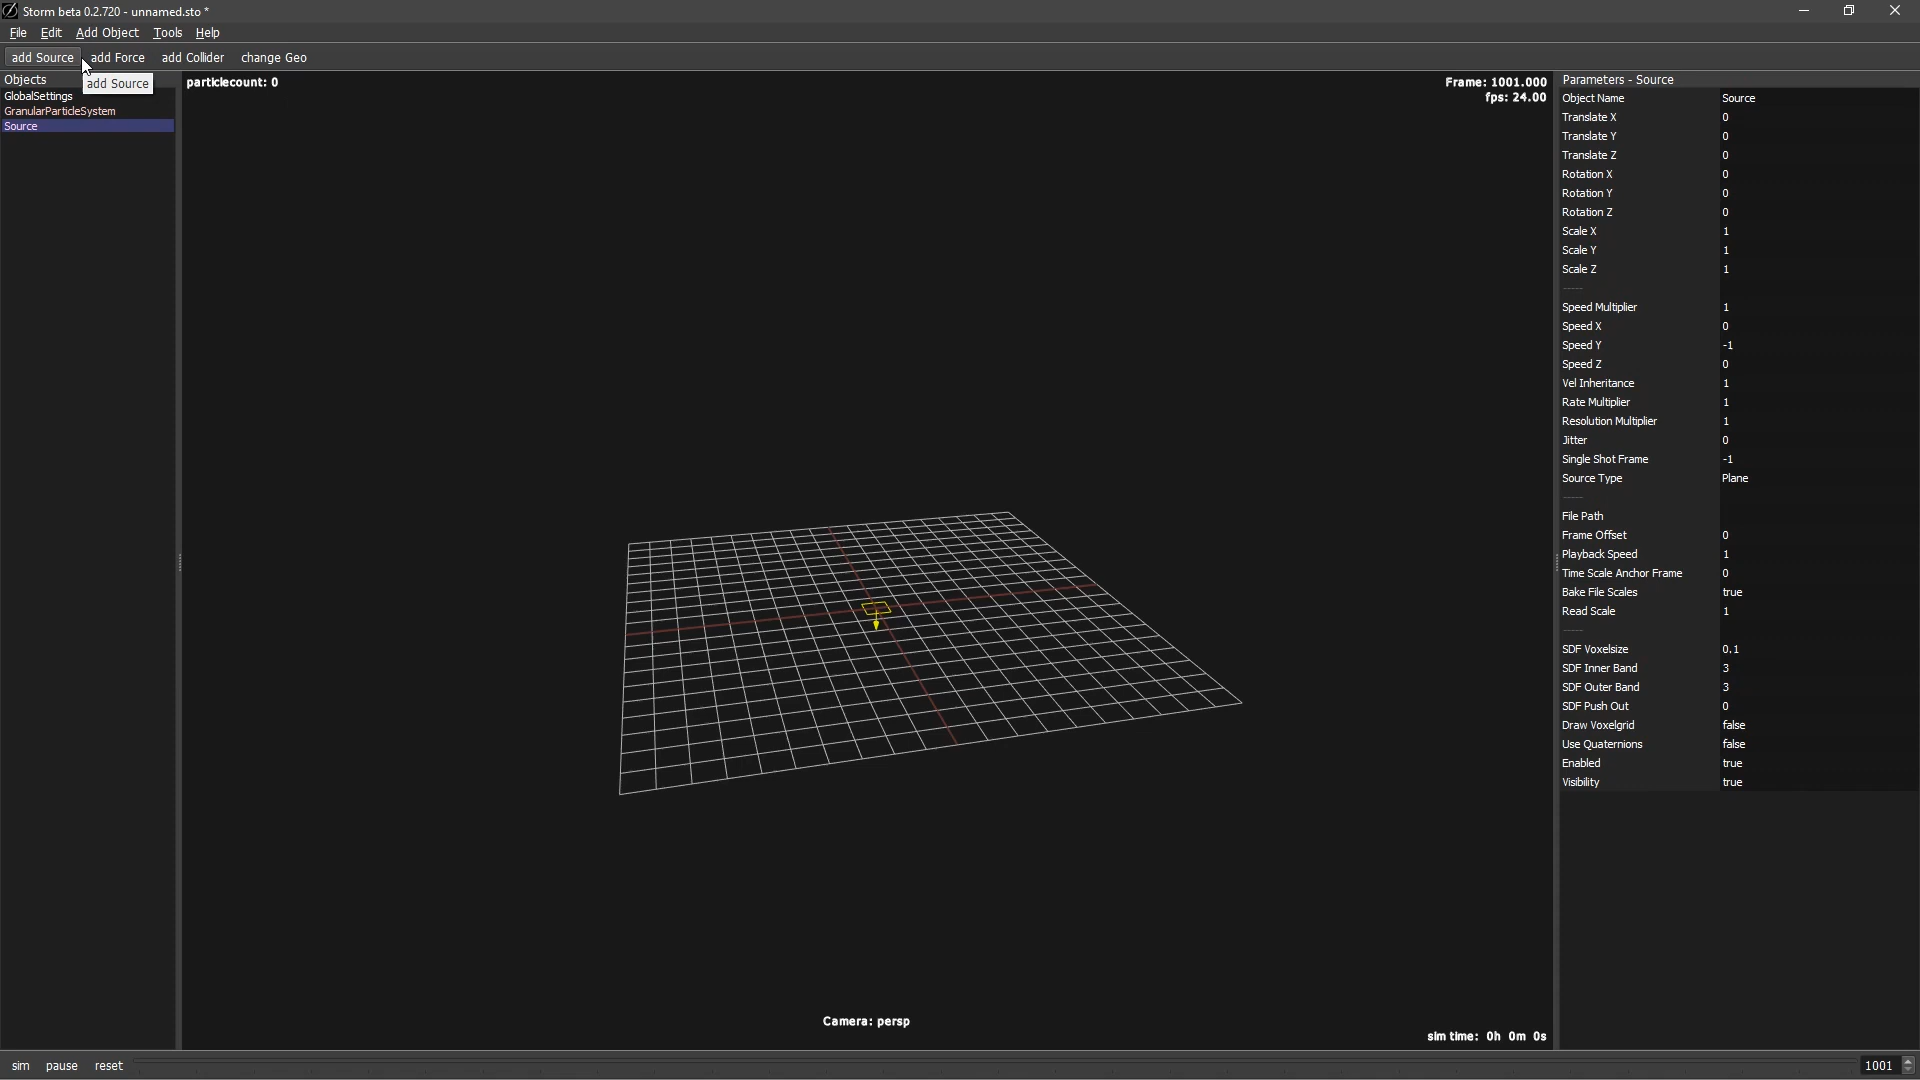 Storm beta 0.2.720 - unnamed.sto *
File Edit Add Object Tools Help
add Source add Force add Collider change Geo
add Source
Objects
GlobalSettings
GranularParticleSystem
Source
particlecount: 0
Frame: 1001.000
fps: 24.00
Camera: persp
sim time: 0h 0m 0s
Parameters - Source
Object Name Source
Translate X 0
Translate Y 0
Translate Z 0
Rotation X 0
Rotation Y 0
Rotation Z 0
Scale X 1
Scale Y 1
Scale Z 1
------
Speed Multiplier 1
Speed X 0
Speed Y -1
Speed Z 0
Vel Inheritance 1
Rate Multiplier 1
Resolution Multiplier 1
Jitter 0
Single Shot Frame -1
Source Type Plane
------
File Path
Frame Offset 0
Playback Speed 1
Time Scale Anchor Frame 0
Bake File Scales true
Read Scale 1
------
SDF Voxelsize 0.1
SDF Inner Band 3
SDF Outer Band 3
SDF Push Out 0
Draw Voxelgrid false
Use Quaternions false
Enabled true
Visibility true
sim pause reset 1001